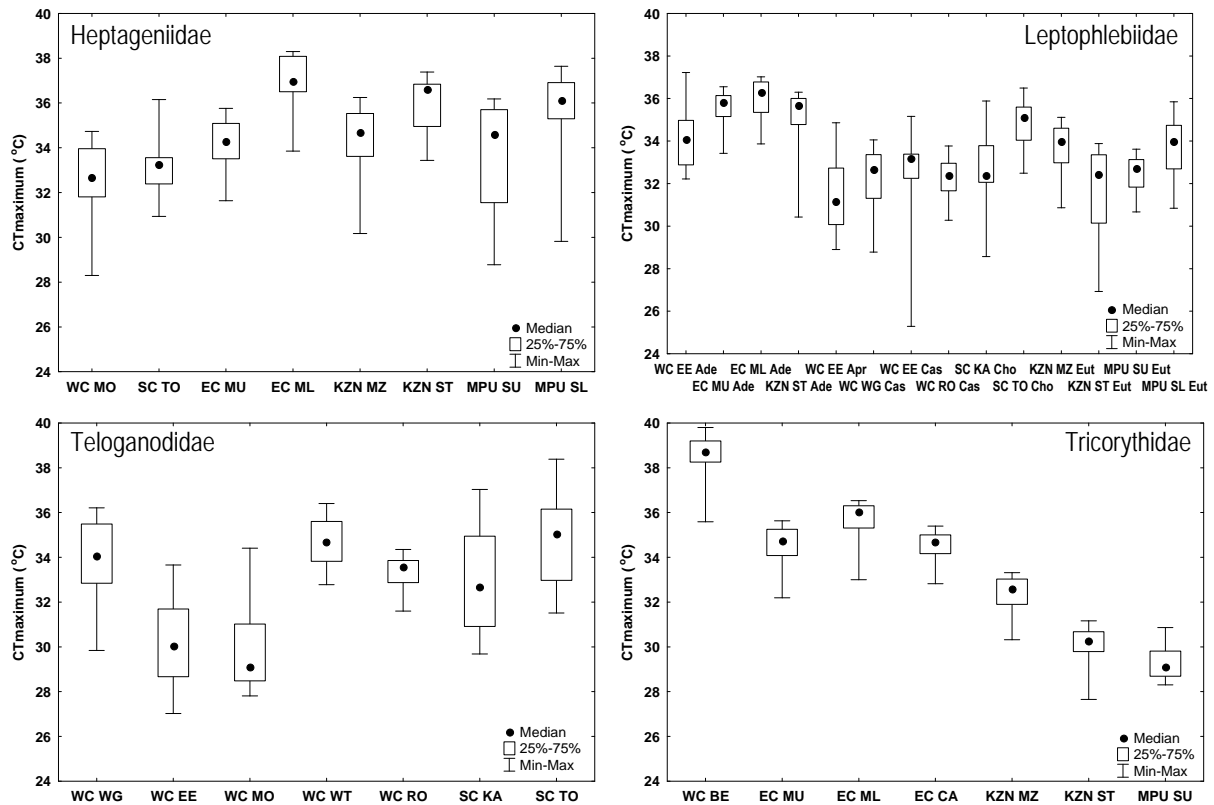 Heptageniidae
CTmaximum (°C)
40
38
36
34
32
30
28
26
24
Median
25%-75%
Min-Max
WC MO SC TO EC MU EC ML KZN MZ KZN ST MPU SU MPU SL
Leptophlebiidae
CTmaximum (°C)
40
38
36
34
32
30
28
26
24
Median
25%-75%
Min-Max
WC EE Ade EC ML Ade WC EE Apr WC EE Cas SC KA Cho KZN MZ Eut MPU SU Eut
EC MU Ade KZN ST Ade WC WG Cas WC RO Cas SC TO Cho KZN ST Eut MPU SL Eut
Teloganodidae
CTmaximum (°C)
40
38
36
34
32
30
28
26
24
Median
25%-75%
Min-Max
WC WG WC EE WC MO WC WT WC RO SC KA SC TO
Tricorythidae
CTmaximum (°C)
40
38
36
34
32
30
28
26
24
Median
25%-75%
Min-Max
WC BE EC MU EC ML EC CA KZN MZ KZN ST MPU SU